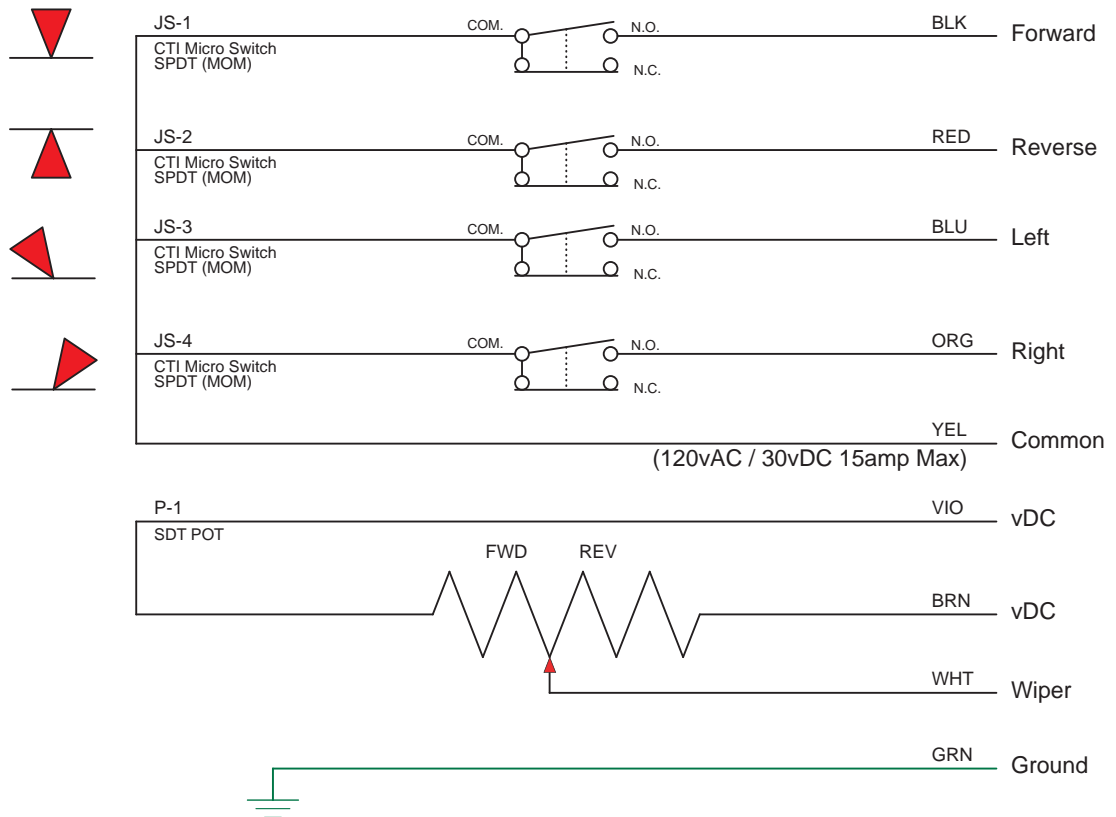 JS-1 COM. N.O. BLK Forward
CTI Micro Switch
SPDT (MOM) N.C.
JS-2 COM. N.O. RED Reverse
CTI Micro Switch
SPDT (MOM) N.C.
JS-3 COM. N.O. BLU Left
CTI Micro Switch
SPDT (MOM) N.C.
JS-4 COM. N.O. ORG Right
CTI Micro Switch
SPDT (MOM) N.C.
YEL Common
(120vAC / 30vDC 15amp Max)
P-1 VIO vDC
SDT POT
FWD REV
BRN vDC
WHT Wiper
GRN Ground